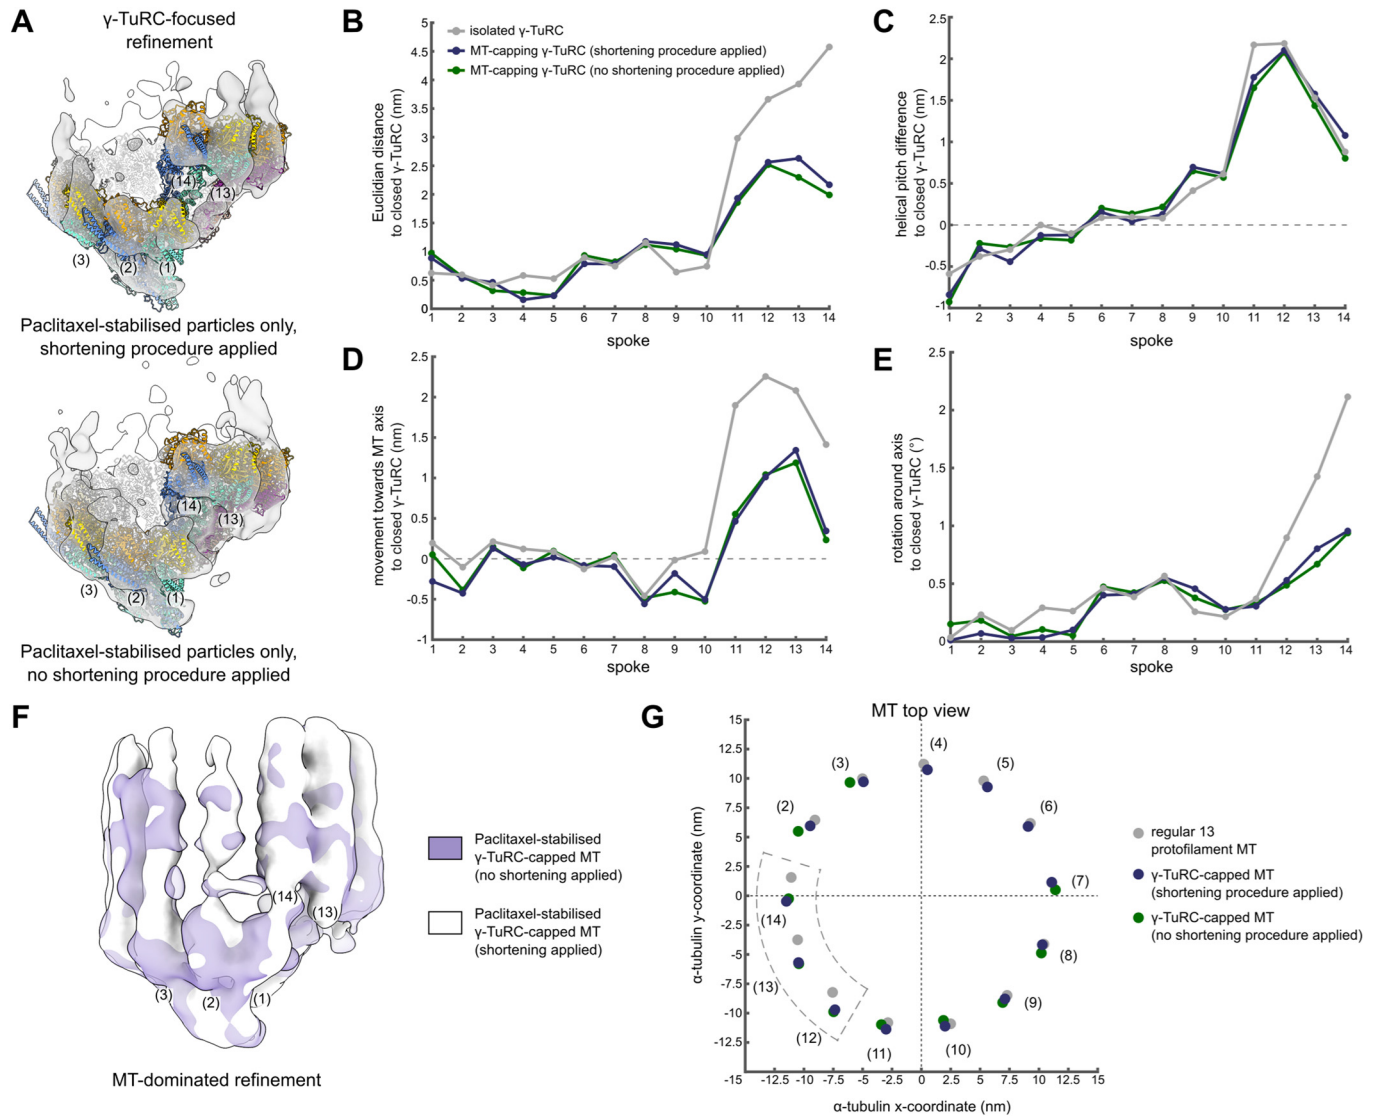 A
γ-TuRC-focused
refinement
(14)
(13)
(3)
(2)
(1)
Paclitaxel-stabilised particles only,
shortening procedure applied
(14)
(13)
(3)
(2)
(1)
Paclitaxel-stabilised particles only,
no shortening procedure applied
B
isolated γ-TuRC
MT-capping γ-TuRC (shortening procedure applied)
MT-capping γ-TuRC (no shortening procedure applied)
Euclidian distance
to closed γ-TuRC (nm)
5
4.5
4
3.5
3
2.5
2
1.5
1
0.5
0
1 2 3 4 5 6 7 8 9 10 11 12 13 14
spoke
C
helical pitch difference
to closed γ-TuRC (nm)
2.5
2
1.5
1
0.5
0
-0.5
-1
1 2 3 4 5 6 7 8 9 10 11 12 13 14
spoke
D
movement towards MT axis
to closed γ-TuRC (nm)
2.5
2
1.5
1
0.5
0
-0.5
-1
1 2 3 4 5 6 7 8 9 10 11 12 13 14
spoke
E
rotation around axis
to closed γ-TuRC (°)
2.5
2
1.5
1
0.5
0
1 2 3 4 5 6 7 8 9 10 11 12 13 14
spoke
F
(14)
(13)
(3)
(2)
(1)
MT-dominated refinement
Paclitaxel-stabilised
γ-TuRC-capped MT
(no shortening applied)
Paclitaxel-stabilised
γ-TuRC-capped MT
(shortening applied)
G
MT top view
α-tubulin y-coordinate (nm)
15
12.5
10
7.5
5
2.5
0
-2.5
-5
-7.5
-10
-12.5
-15 -12.5 -10 -7.5 -5 -2.5 0 2.5 5 7.5 10 12.5 15
α-tubulin x-coordinate (nm)
(2)
(3)
(4)
(5)
(6)
(7)
(8)
(9)
(10)
(11)
(12)
(13)
(14)
regular 13
protofilament MT
γ-TuRC-capped MT
(shortening procedure applied)
γ-TuRC-capped MT
(no shortening procedure applied)